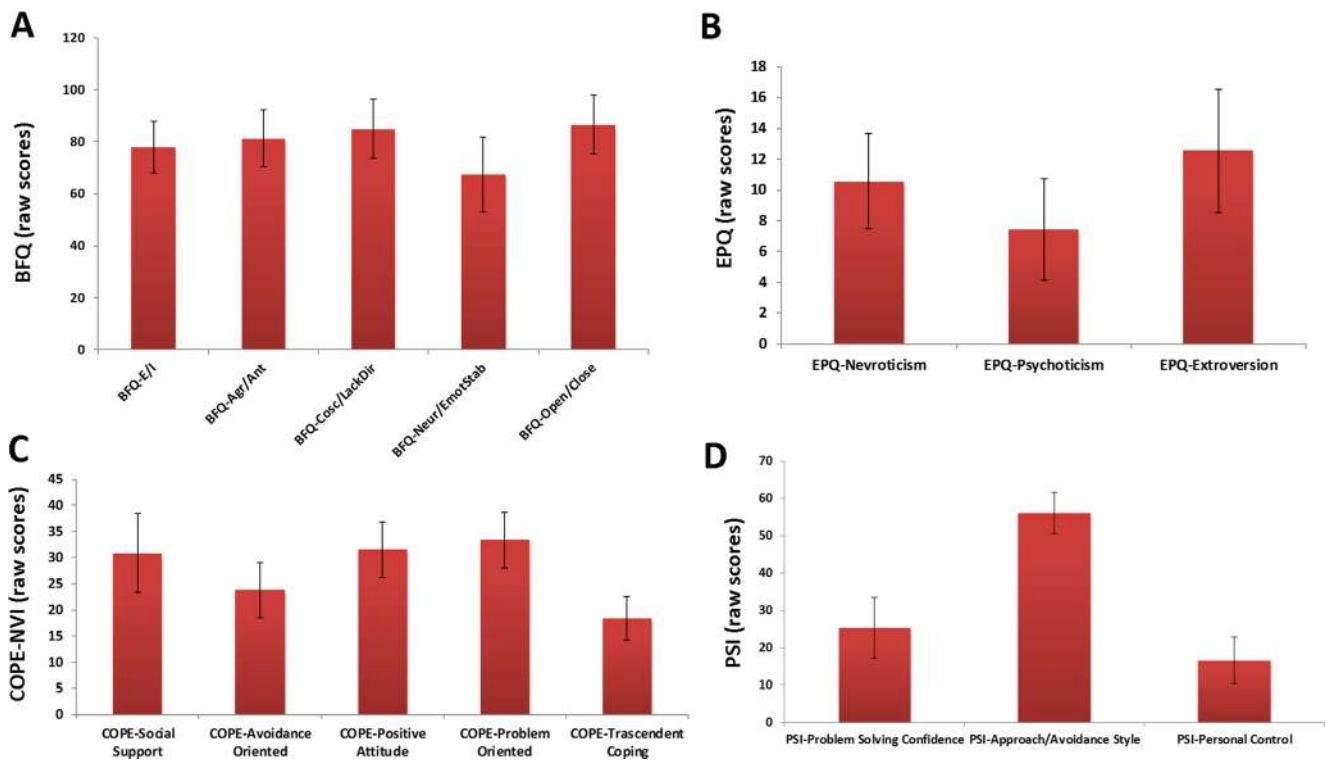 A
BFQ (raw scores)
120
100
80
60
40
20
0
BFQ-E/I
BFQ-Agr/Ant
BFQ-Cosc/LackDir
BFQ-Neur/EmotStab
BFQ-Open/Close
B
EPQ (raw scores)
18
16
14
12
10
8
6
4
2
0
EPQ-Nevroticism
EPQ-Psychoticism
EPQ-Extroversion
C
COPE-NVI (raw scores)
45
40
35
30
25
20
15
10
5
0
COPE-Social
Support
COPE-Avoidance
Oriented
COPE-Positive
Attitude
COPE-Problem
Oriented
COPE-Trascendent
Coping
D
PSI (raw scores)
70
60
50
40
30
20
10
0
PSI-Problem Solving Confidence
PSI-Approach/Avoidance Style
PSI-Personal Control